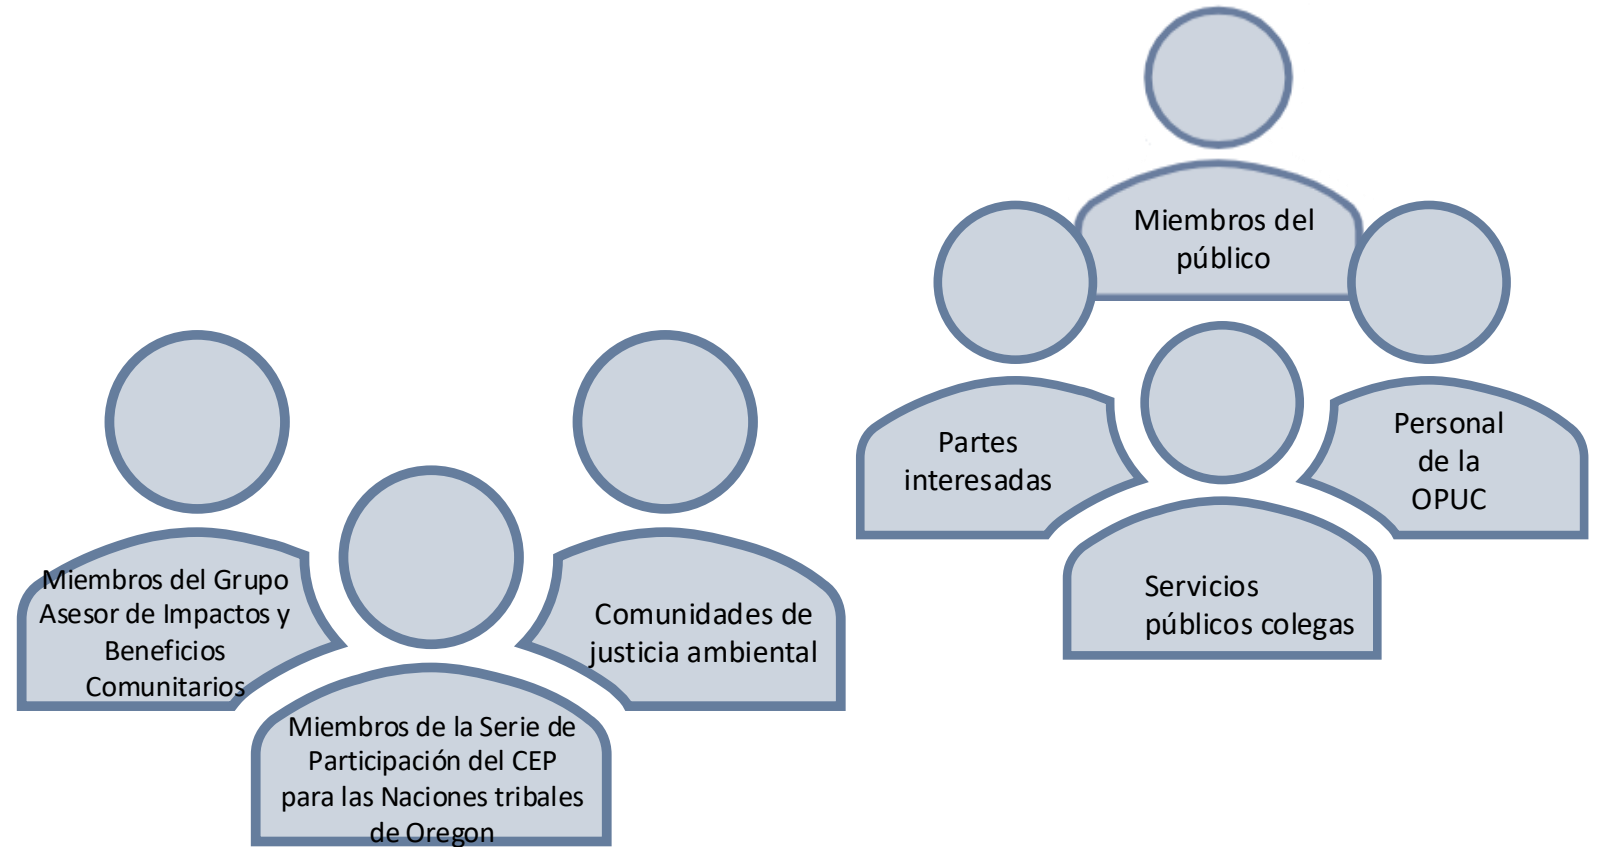 Miembros del
público
Partes
interesadas
Personal
de la
OPUC
Servicios
públicos colegas
Miembros del Grupo
Asesor de Impactos y
Beneficios
Comunitarios
Comunidades de
justicia ambiental
Miembros de la Serie de
Participación del CEP
para las Naciones tribales
de Oregon